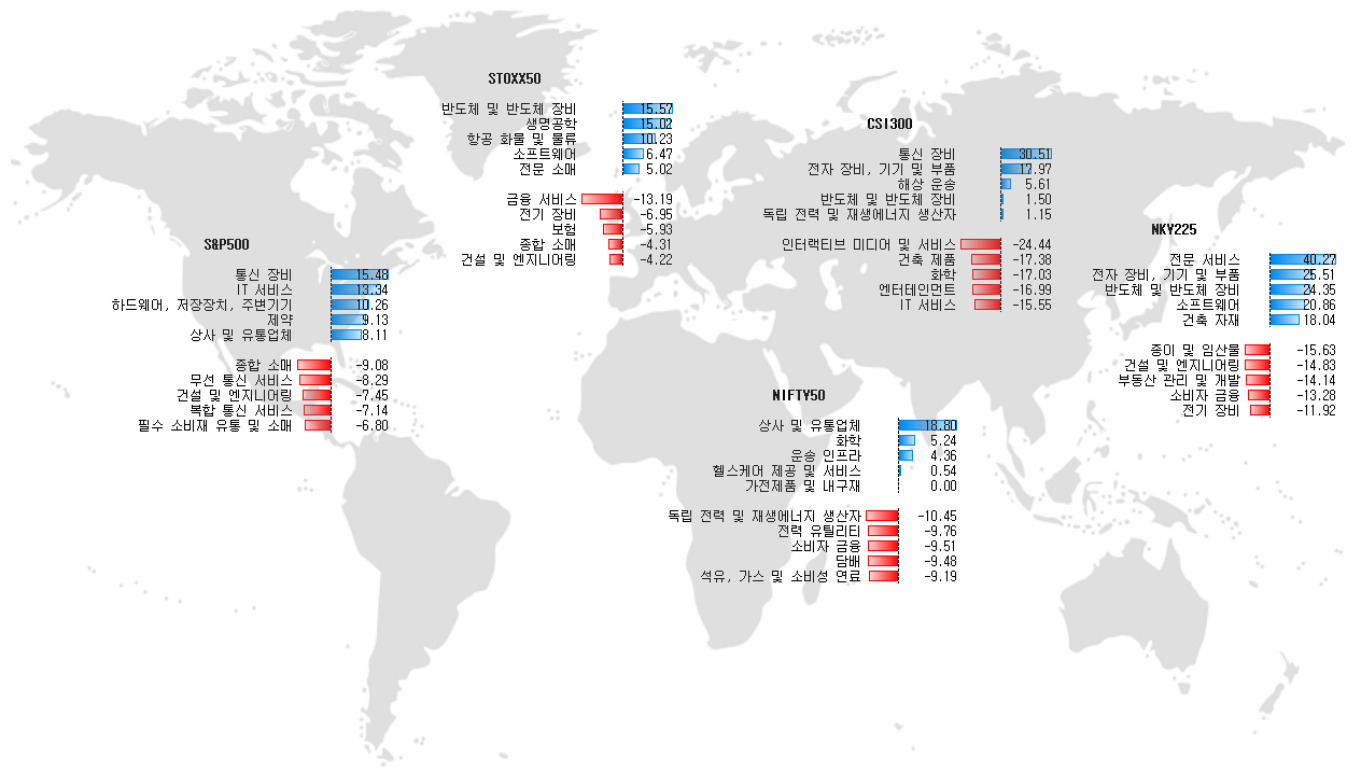 STOXX50
반도체 및 반도체 장비 15.57
생명공학 15.02
항공 화물 및 물류 10.23
소프트웨어 6.47
전문 소매 5.02
금융 서비스 -13.19
전기 장비 -6.95
보험 -5.93
종합 소매 -4.31
건설 및 엔지니어링 -4.22
CSI300
통신 장비 30.51
전자 장비, 기기 및 부품 17.97
해상 운송 5.61
반도체 및 반도체 장비 1.50
독립 전력 및 재생에너지 생산자 1.15
인터랙티브 미디어 및 서비스 -24.44
건축 제품 -17.38
화학 -17.03
엔터테인먼트 -16.99
IT 서비스 -15.55
NKY225
전문 서비스 40.27
전자 장비, 기기 및 부품 25.51
반도체 및 반도체 장비 24.35
소프트웨어 20.86
건축 자재 18.04
종이 및 임산물 -15.63
건설 및 엔지니어링 -14.83
부동산 관리 및 개발 -14.14
소비자 금융 -13.28
전기 장비 -11.92
S&P500
통신 장비 15.48
IT 서비스 13.34
하드웨어, 저장장치, 주변기기 10.26
제약 9.13
상사 및 유통업체 8.11
종합 소매 -9.08
무선 통신 서비스 -8.29
건설 및 엔지니어링 -7.45
복합 통신 서비스 -7.14
필수 소비재 유통 및 소매 -6.80
NIFTY50
상사 및 유통업체 18.80
화학 5.24
운송 인프라 4.36
헬스케어 제공 및 서비스 0.54
가전제품 및 내구재 0.00
독립 전력 및 재생에너지 생산자 -10.45
전력 유틸리티 -9.76
소비자 금융 -9.51
담배 -9.48
석유, 가스 및 소비성 연료 -9.19